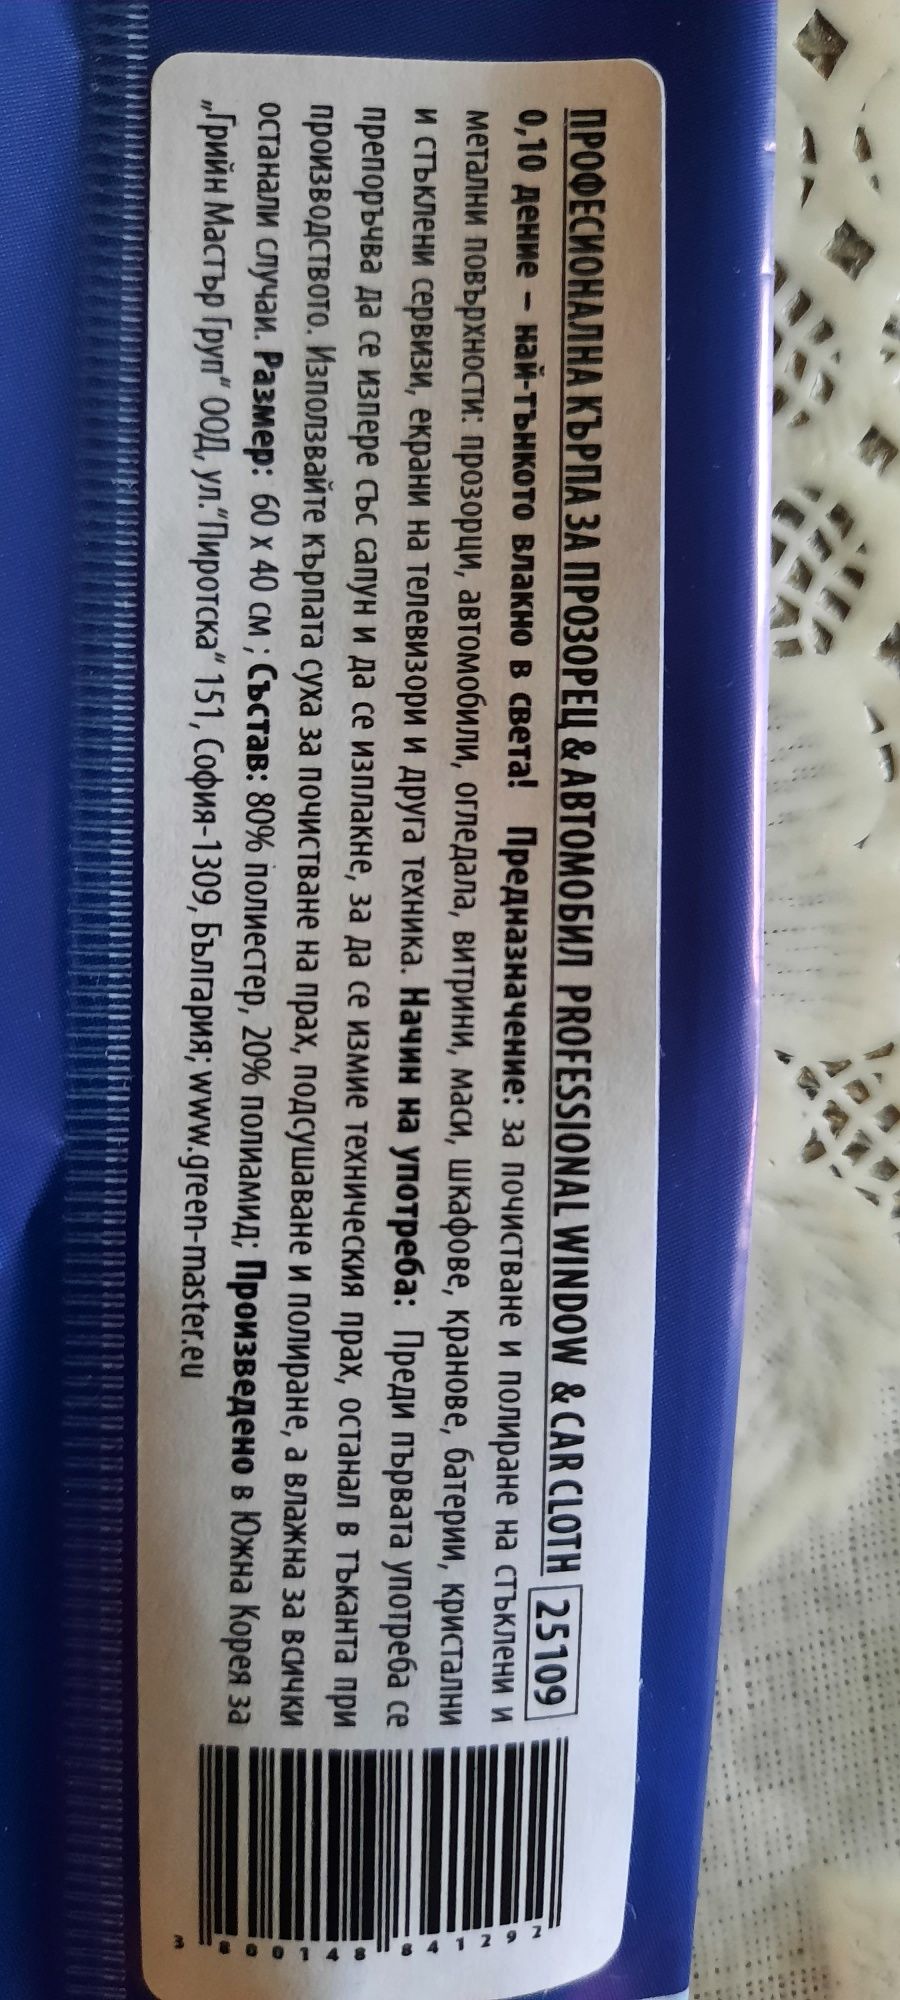 ПРОФЕСИОНАЛНА КЪРПА ЗА ПРОЗОРЕЦ & АВТОМОБИЛ PROFESSIONAL WINDOW & CAR CLOTH 25109
0,10 дение – най-тънкото влакно в света! Предназначение: за почистване и полиране на стъклени и
метални повърхности: прозорци, автомобили, огледала, витрини, маси, шкафове, кранове, батерии, кристални
и стъклени сервизи, екрани на телевизори и друга техника. Начин на употреба: Преди първата употреба се
препоръчва да се изпере със сапун и да се изплакне, за да се измие техническия прах, останал в тъканта при
производството. Използвайте кърпата суха за почистване на прах, подсушаване и полиране, а влажна за всички
останали случаи. Размер: 60 x 40 см ; Състав: 80% полиестер, 20% полиамид; Произведено в Южна Корея за
„Грийн Мастър Груп“ ООД, ул.“Пиротска“ 151, София-1309, България; www.green-master.eu
3 800148 841297